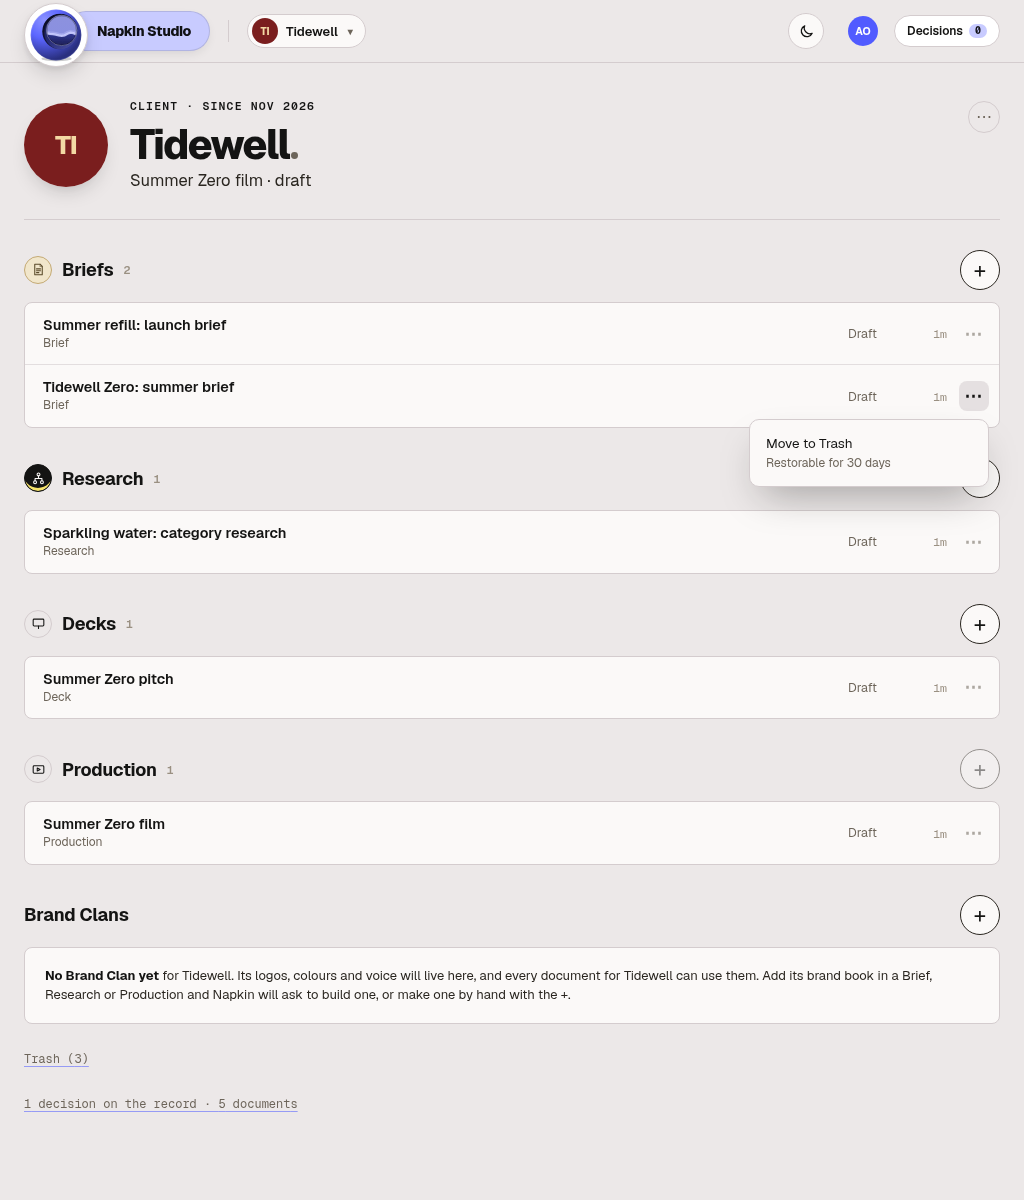 Napkin Studio
TI
Tidewell ▾
AO
Decisions 0
TI
CLIENT · SINCE NOV 2026
Tidewell.
Summer Zero film · draft
Briefs 2
+
Summer refill: launch brief
Brief
Draft
1m
Tidewell Zero: summer brief
Brief
Draft
1m
Move to Trash
Restorable for 30 days
Research 1
Sparkling water: category research
Research
Draft
1m
Decks 1
+
Summer Zero pitch
Deck
Draft
1m
Production 1
+
Summer Zero film
Production
Draft
1m
Brand Clans
+
No Brand Clan yet for Tidewell. Its logos, colours and voice will live here, and every document for Tidewell can use them. Add its brand book in a Brief,
Research or Production and Napkin will ask to build one, or make one by hand with the +.
Trash (3)
1 decision on the record · 5 documents